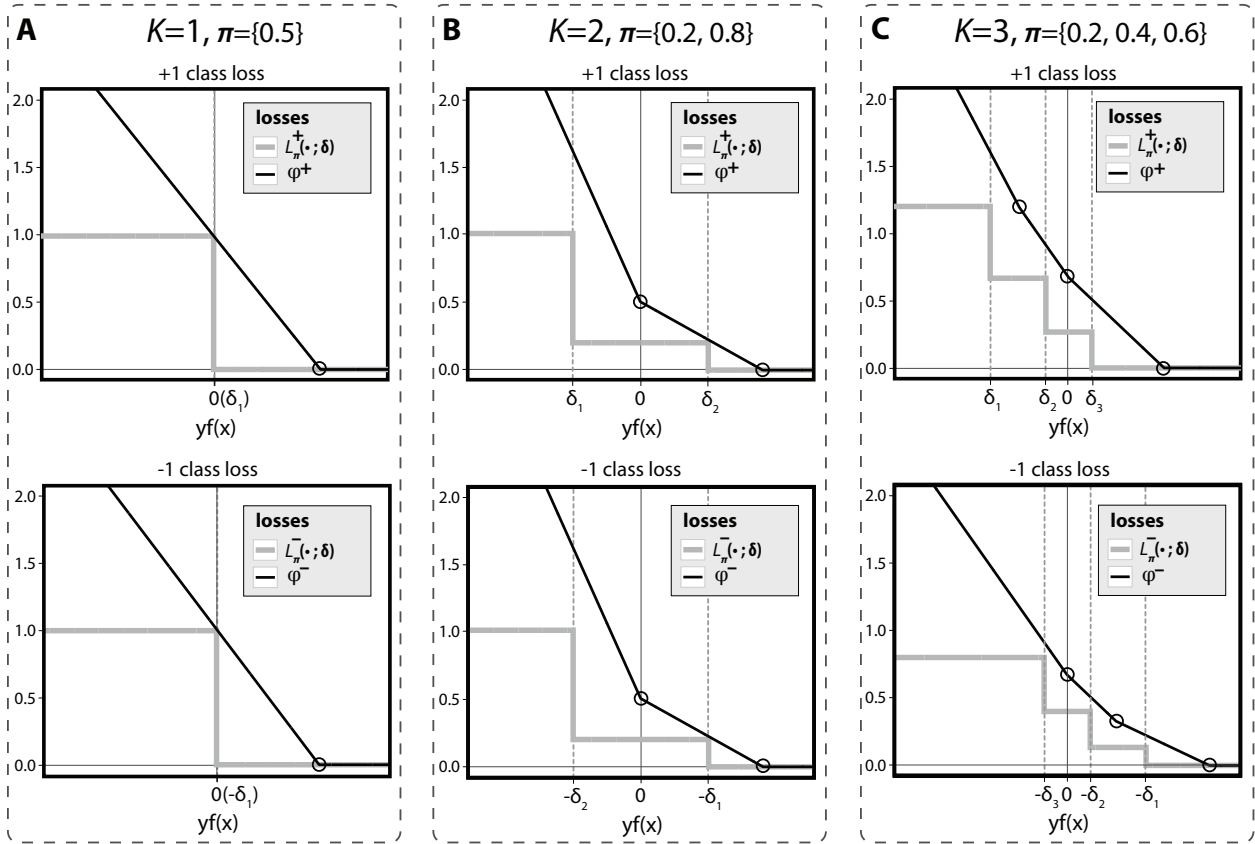 A K=1, π={0.5}
+1 class loss
2.0
1.5
1.0
0.5
0.0
losses
L⁺π(•; δ)
φ+
0(δ₁)
yf(x)
-1 class loss
2.0
1.5
1.0
0.5
0.0
losses
L⁻π(•; δ)
φ−
0(-δ₁)
yf(x)
B K=2, π={0.2, 0.8}
+1 class loss
2.0
1.5
1.0
0.5
0.0
losses
L⁺π(•; δ)
φ+
δ₁ 0 δ₂
yf(x)
-1 class loss
2.0
1.5
1.0
0.5
0.0
losses
L⁻π(•; δ)
φ−
-δ₂ 0 -δ₁
yf(x)
C K=3, π={0.2, 0.4, 0.6}
+1 class loss
2.0
1.5
1.0
0.5
0.0
losses
L⁺π(•; δ)
φ+
δ₁ δ₂ 0 δ₃
yf(x)
-1 class loss
2.0
1.5
1.0
0.5
0.0
losses
L⁻π(•; δ)
φ−
-δ₃ 0 -δ₂ -δ₁
yf(x)